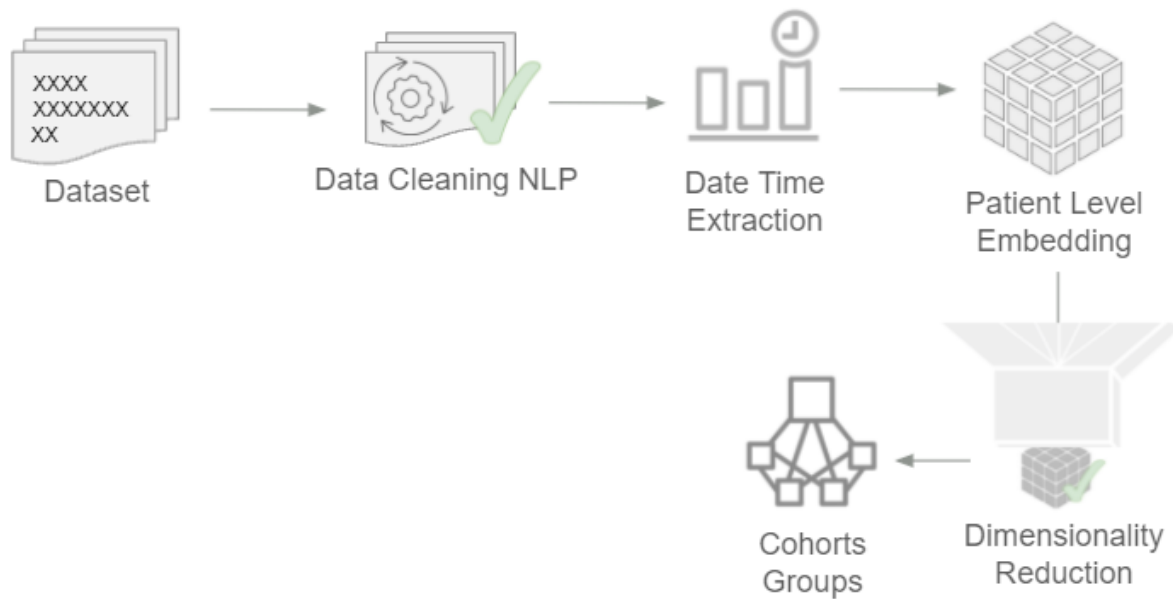 XXXX
XXXXXXX
XX
Dataset
Data Cleaning NLP
Date Time
Extraction
Patient Level
Embedding
Dimensionality
Reduction
Cohorts
Groups